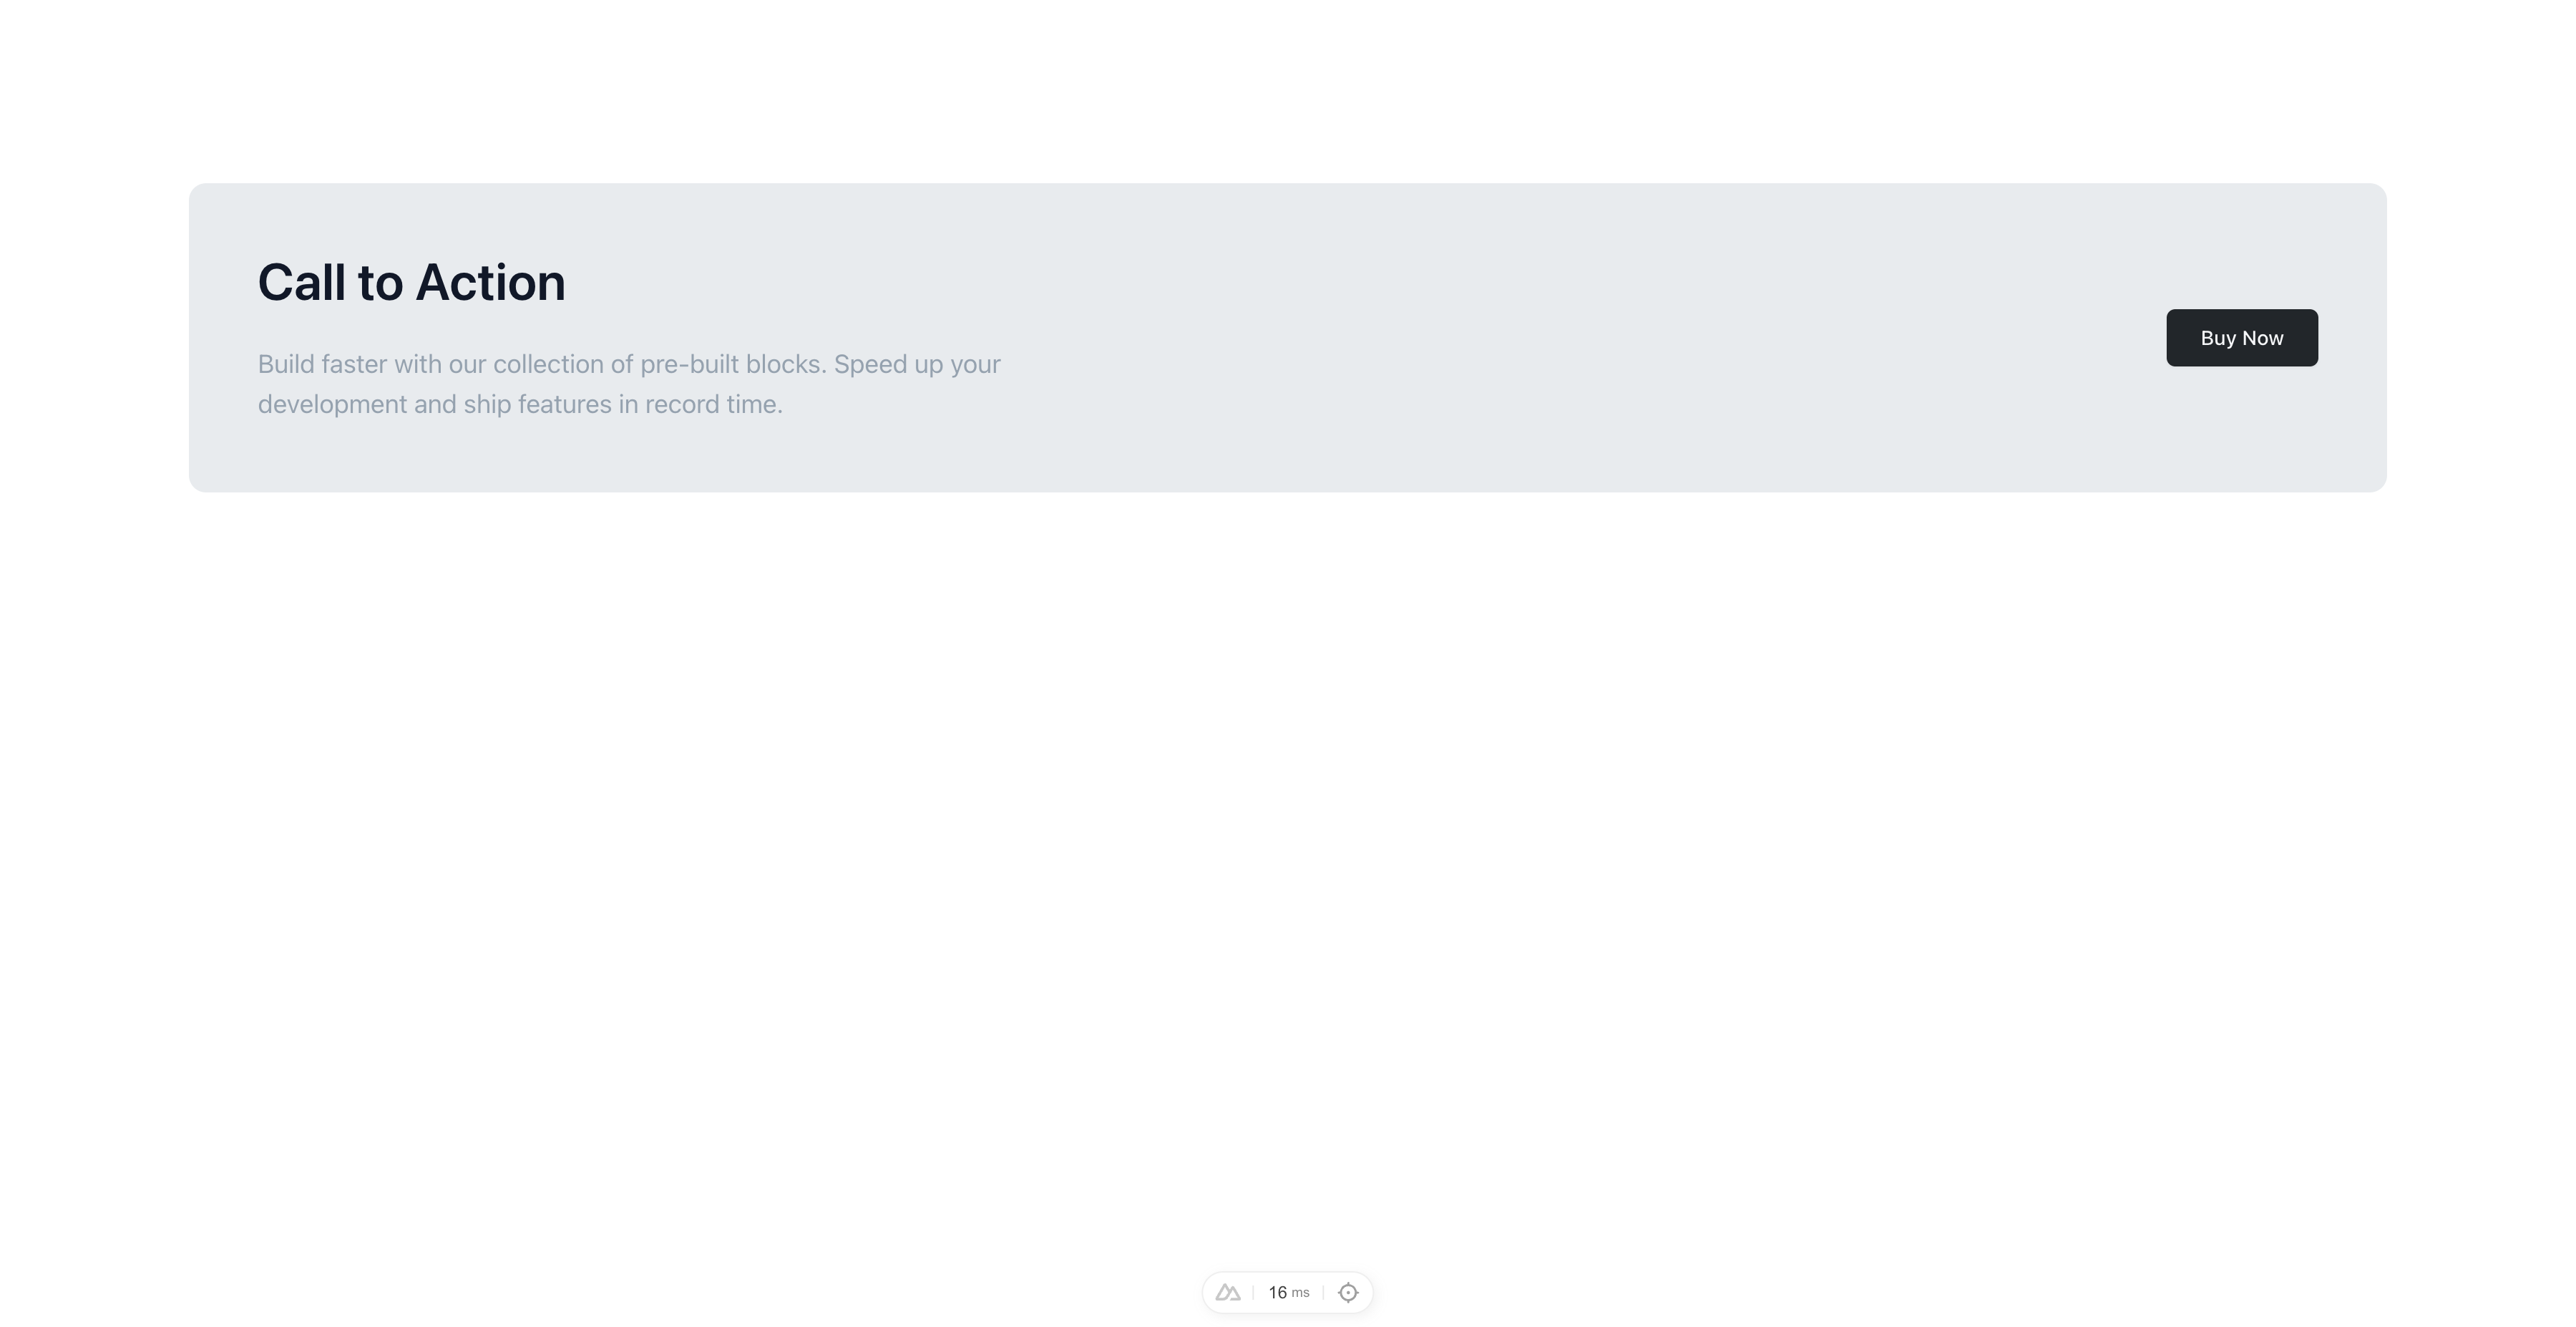 Call to Action
Build faster with our collection of pre-built blocks. Speed up your
development and ship features in record time.
Buy Now
16 ms